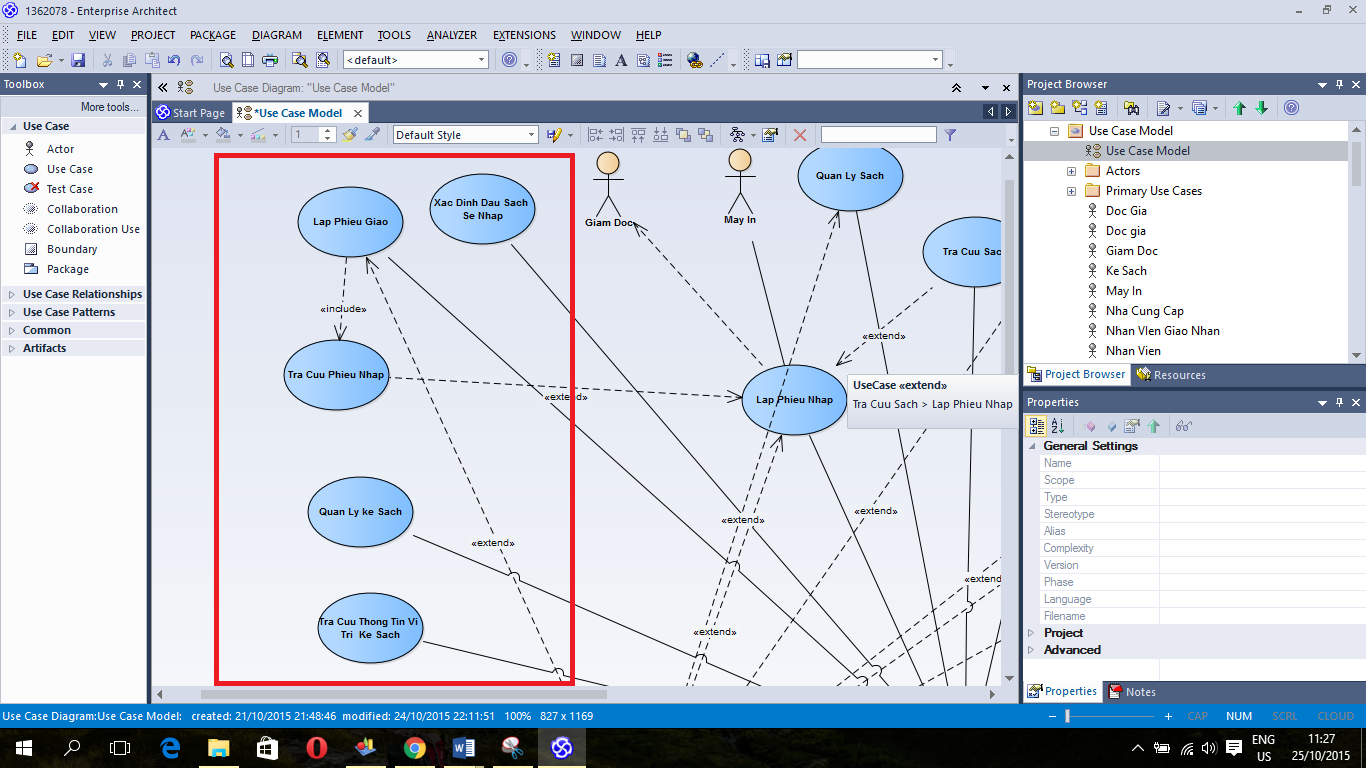 1362078 - Enterprise Architect
FILE EDIT VIEW PROJECT PACKAGE DIAGRAM ELEMENT TOOLS ANALYZER EXTENSIONS WINDOW HELP
<default>
Toolbox
More tools...
Use Case
Actor
Use Case
Test Case
Collaboration
Collaboration Use
Boundary
Package
Use Case Relationships
Use Case Patterns
Common
Artifacts
Use Case Diagram: "Use Case Model"
Start Page
*Use Case Model
1
Default Style
Lap Phieu Giao
Xac Dinh Dau Sach
Se Nhap
Giam Doc
May In
Quan Ly Sach
Tra Cuu Sac
«include»
«extend»
Tra Cuu Phieu Nhap
«extend»
Lap Phieu Nhap
UseCase «extend»
Tra Cuu Sach > Lap Phieu Nhap
Quan Ly ke Sach
«extend»
«extend»
«extend»
«extend
Tra Cuu Thong Tin Vi
Tri Ke Sach
«extend»
Project Browser
Use Case Model
Use Case Model
Actors
Primary Use Cases
Doc Gia
Doc gia
Giam Doc
Ke Sach
May In
Nha Cung Cap
Nhan VIen Giao Nhan
Nhan Vien
Project Browser
Resources
Properties
General Settings
Name
Scope
Type
Stereotype
Alias
Complexity
Version
Phase
Language
Filename
Project
Advanced
Properties
Notes
Use Case Diagram:Use Case Model: created: 21/10/2015 21:48:46 modified: 24/10/2015 22:11:51 100% 827 x 1169
CAP NUM SCRL CLOUD
ENG
US
11:27
25/10/2015